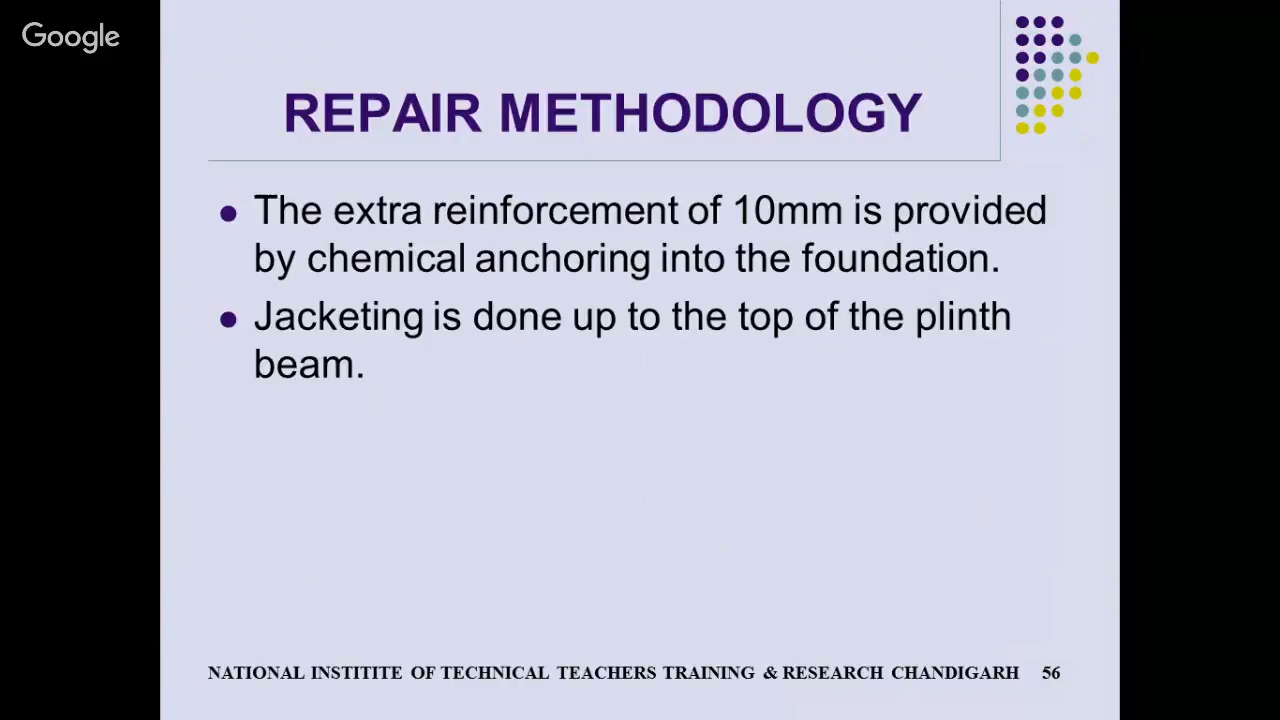 Google
REPAIR METHODOLOGY
The extra reinforcement of 10mm is provided
by chemical anchoring into the foundation.
Jacketing is done up to the top of the plinth
beam.
NATIONAL INSTITITE OF TECHNICAL TEACHERS TRAINING & RESEARCH CHANDIGARH 56